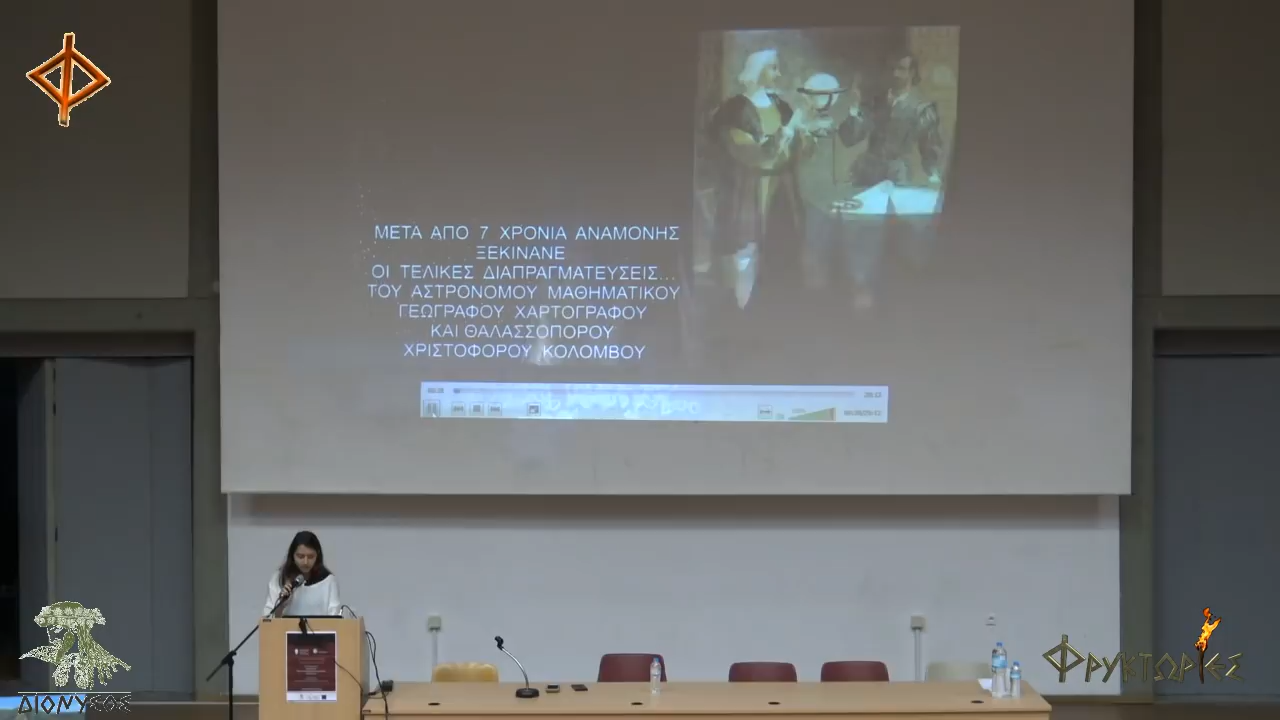 ΜΕΤΑ ΑΠΟ 7 ΧΡΟΝΙΑ ΑΝΑΜΟΝΗΣ
ΞΕΚΙΝΑΝΕ
ΟΙ ΤΕΛΙΚΕΣ ΔΙΑΠΡΑΓΜΑΤΕΥΣΕΙΣ...
ΤΟΥ ΑΣΤΡΟΝΟΜΟΥ ΜΑΘΗΜΑΤΙΚΟΥ
ΓΕΩΓΡΑΦΟΥ ΧΑΡΤΟΓΡΑΦΟΥ
ΚΑΙ ΘΑΛΑΣΣΟΠΟΡΟΥ
ΧΡΙΣΤΟΦΟΡΟΥ ΚΟΛΟΜΒΟΥ
ΔΙΟΝΥΣΟΣ
ΦΡΥΚΤΩΡΙΕΣ